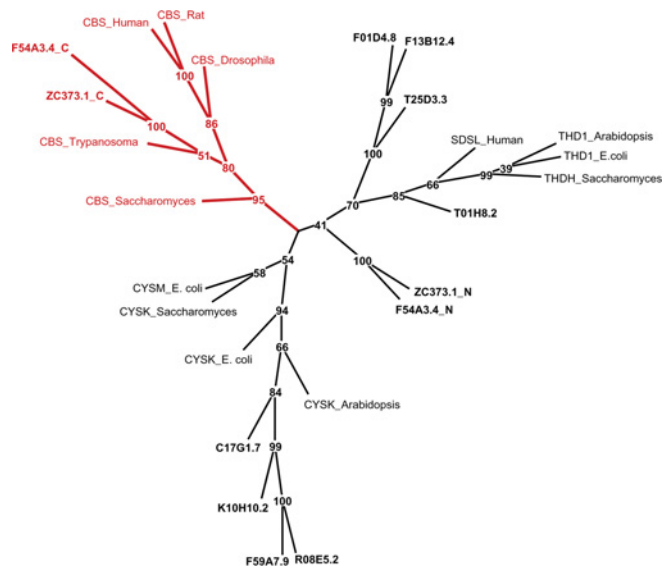 CBS_Rat
CBS_Human
F54A3.4_C
CBS_Drosophila
ZC373.1_C
CBS_Trypanosoma
CBS_Saccharomyces
100
100
86
51
80
95
F01D4.8
F13B12.4
T25D3.3
99
100
SDSL_Human
THD1_Arabidopsis
THD1_E.coli
THDH_Saccharomyces
T01H8.2
39
99
66
85
70
41
100
ZC373.1_N
F54A3.4_N
54
58
CYSM_E. coli
CYSK_Saccharomyces
94
CYSK_E. coli
66
CYSK_Arabidopsis
84
C17G1.7
99
K10H10.2
100
F59A7.9
R08E5.2